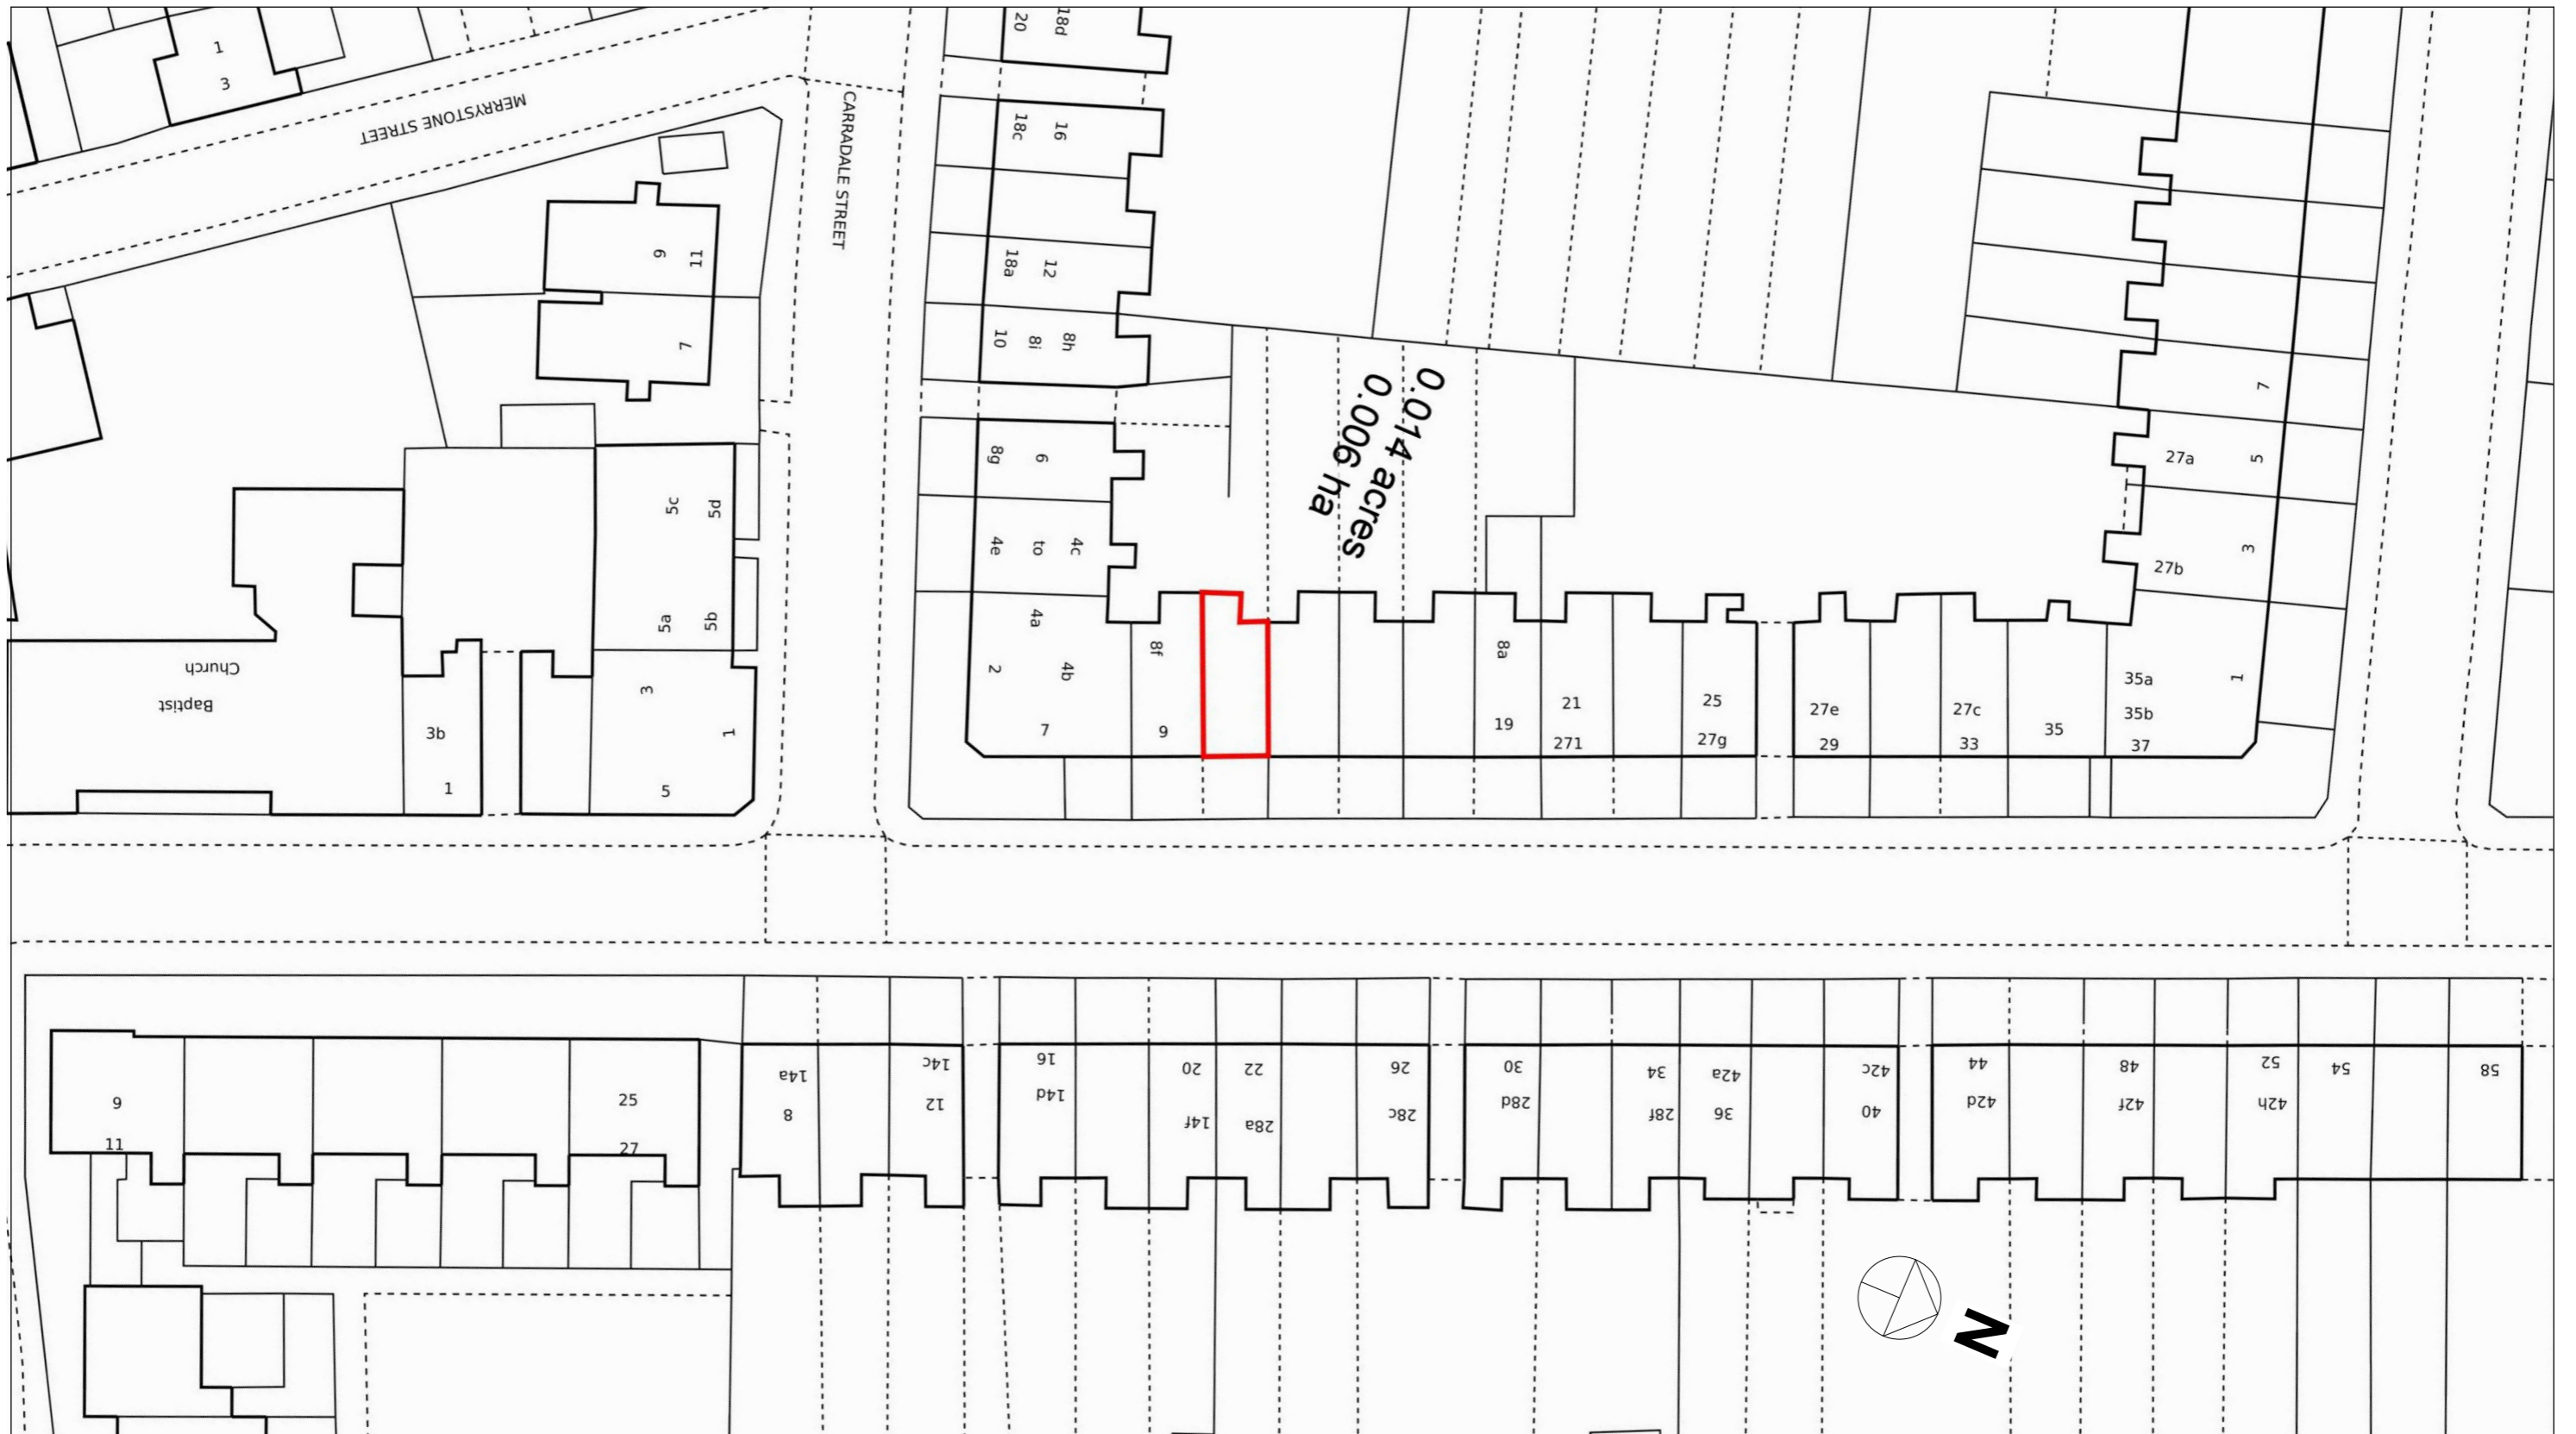 1
3
MERRYSTONE STREET
CARRADALE STREET
20
18d
18c
16
18a
12
10
8i
8h
8g
6
4e
to
4c
4a
2
4b
7
8f
9
9
11
7
5c
5d
5a
5b
3
1
5
Baptist
Church
3b
1
0.014 acres
0.006 ha
8a
19
21
271
25
27g
27e
29
27c
33
35
35a
35b
37
1
7
27a
5
27b
3
9
11
25
27
14a
8
14c
12
16
14d
20
14f
22
28a
26
28c
30
28d
34
28f
42a
36
42c
40
44
42d
48
42f
52
42h
54
58
N